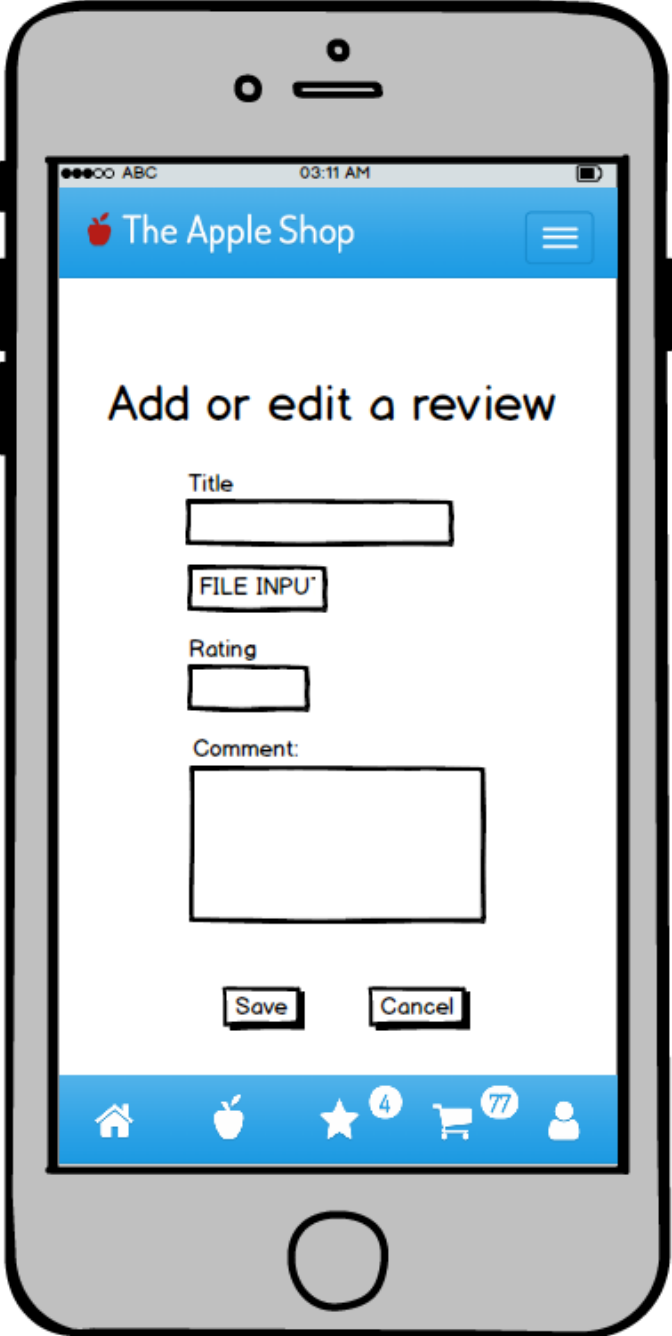 ABC 03:11 AM
The Apple Shop
Add or edit a review
Title
FILE INPU
Rating
Comment:
Save Cancel
4 77